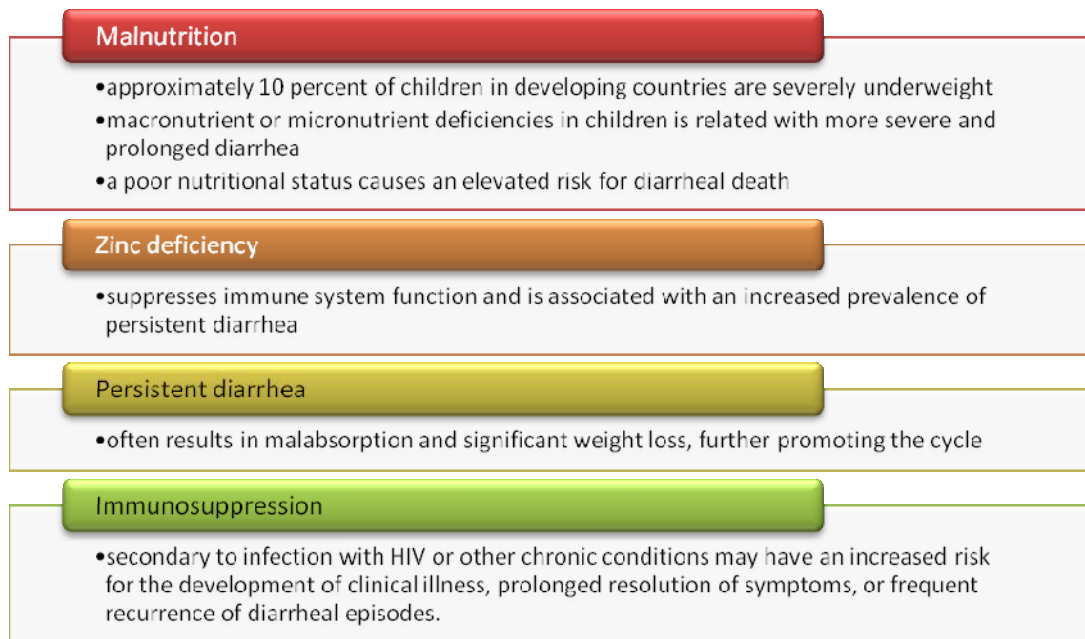 Malnutrition
•approximately 10 percent of children in developing countries are severely underweight
•macronutrient or micronutrient deficiencies in children is related with more severe and
prolonged diarrhea
•a poor nutritional status causes an elevated risk for diarrheal death
Zinc deficiency
•suppresses immune system function and is associated with an increased prevalence of
persistent diarrhea
Persistent diarrhea
•often results in malabsorption and significant weight loss, further promoting the cycle
Immunosuppression
•secondary to infection with HIV or other chronic conditions may have an increased risk
for the development of clinical illness, prolonged resolution of symptoms, or frequent
recurrence of diarrheal episodes.